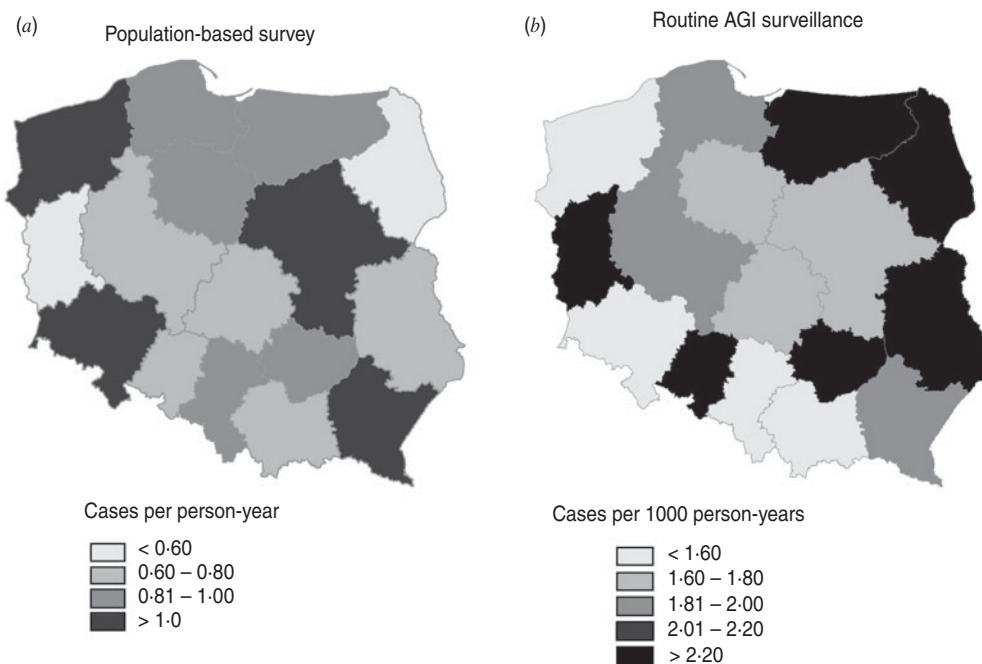 (a)
Population-based survey
Cases per person-year
< 0·60
0·60 – 0·80
0·81 – 1·00
> 1·0
(b)
Routine AGI surveillance
Cases per 1000 person-years
< 1·60
1·60 – 1·80
1·81 – 2·00
2·01 – 2·20
> 2·20